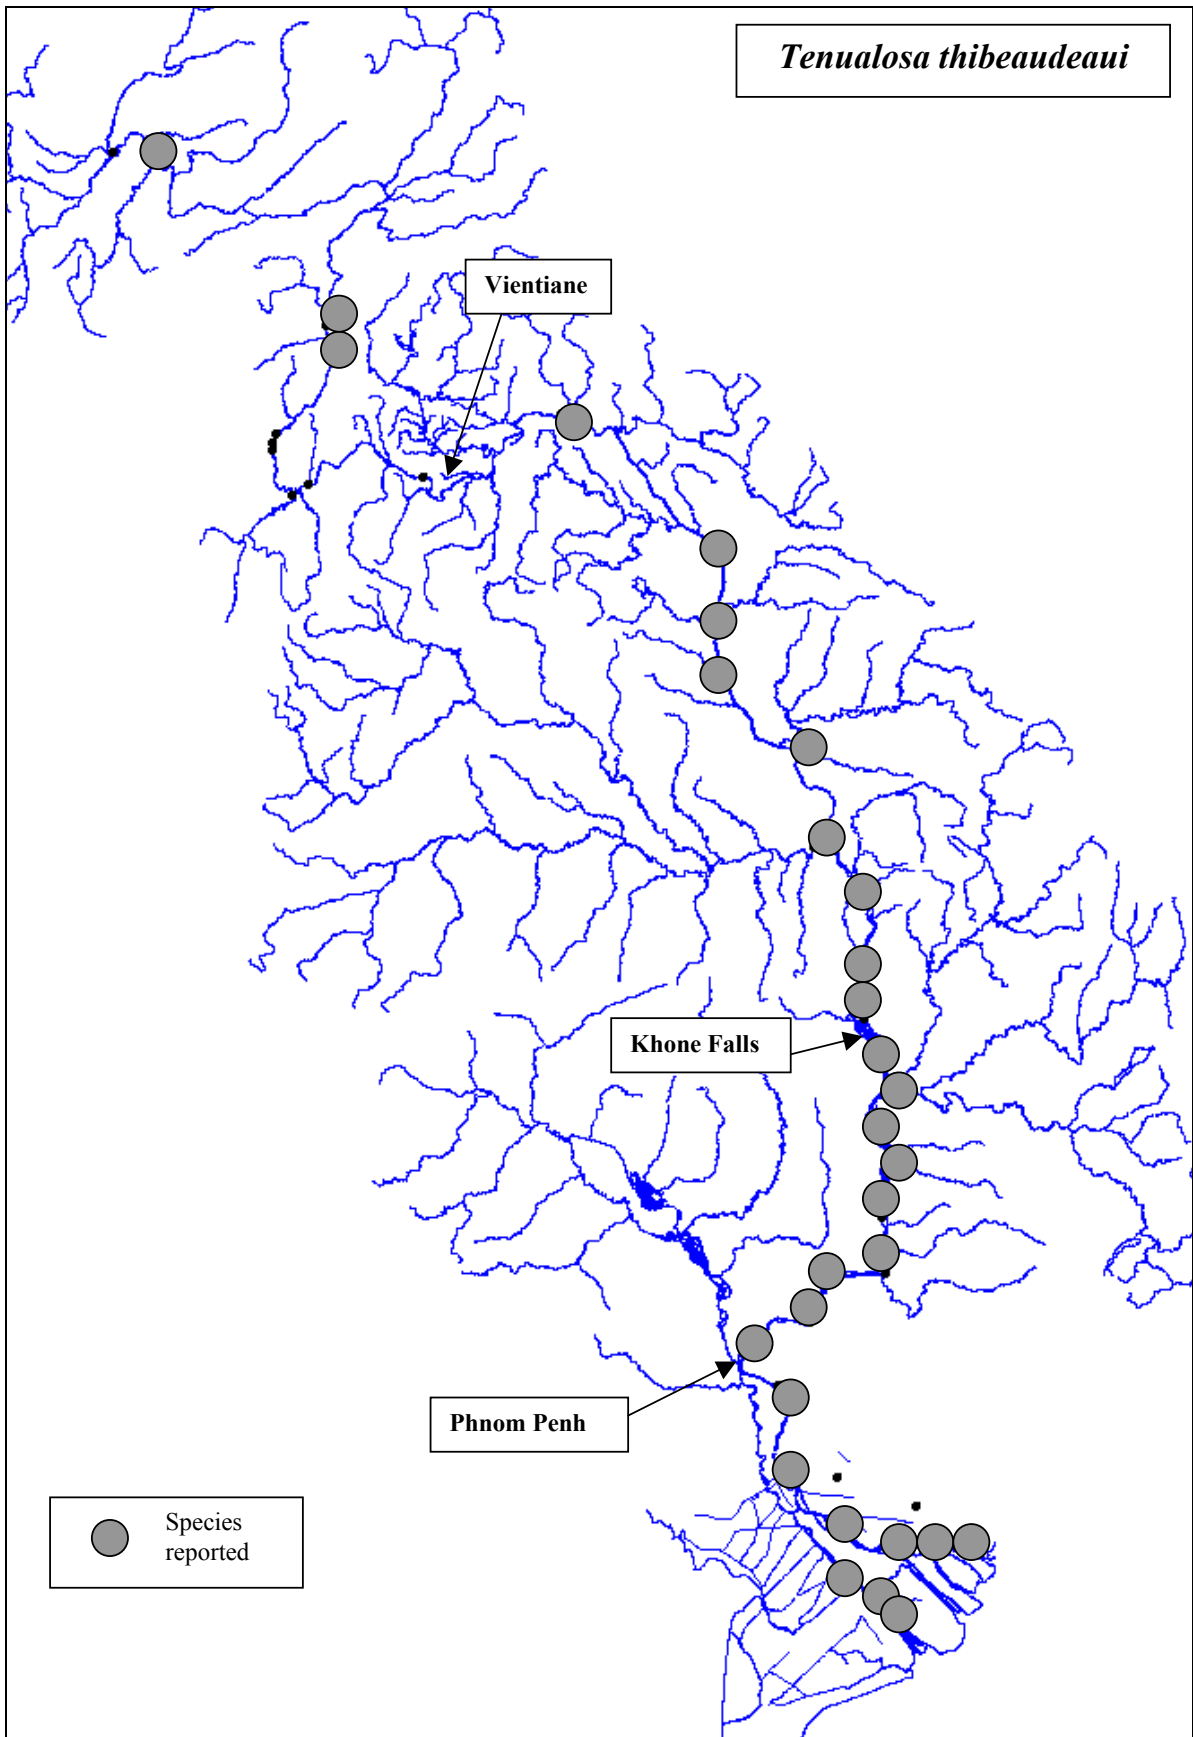 Tenualosa thibeaudeaui
Vientiane
Khone Falls
Phnom Penh
Species
reported